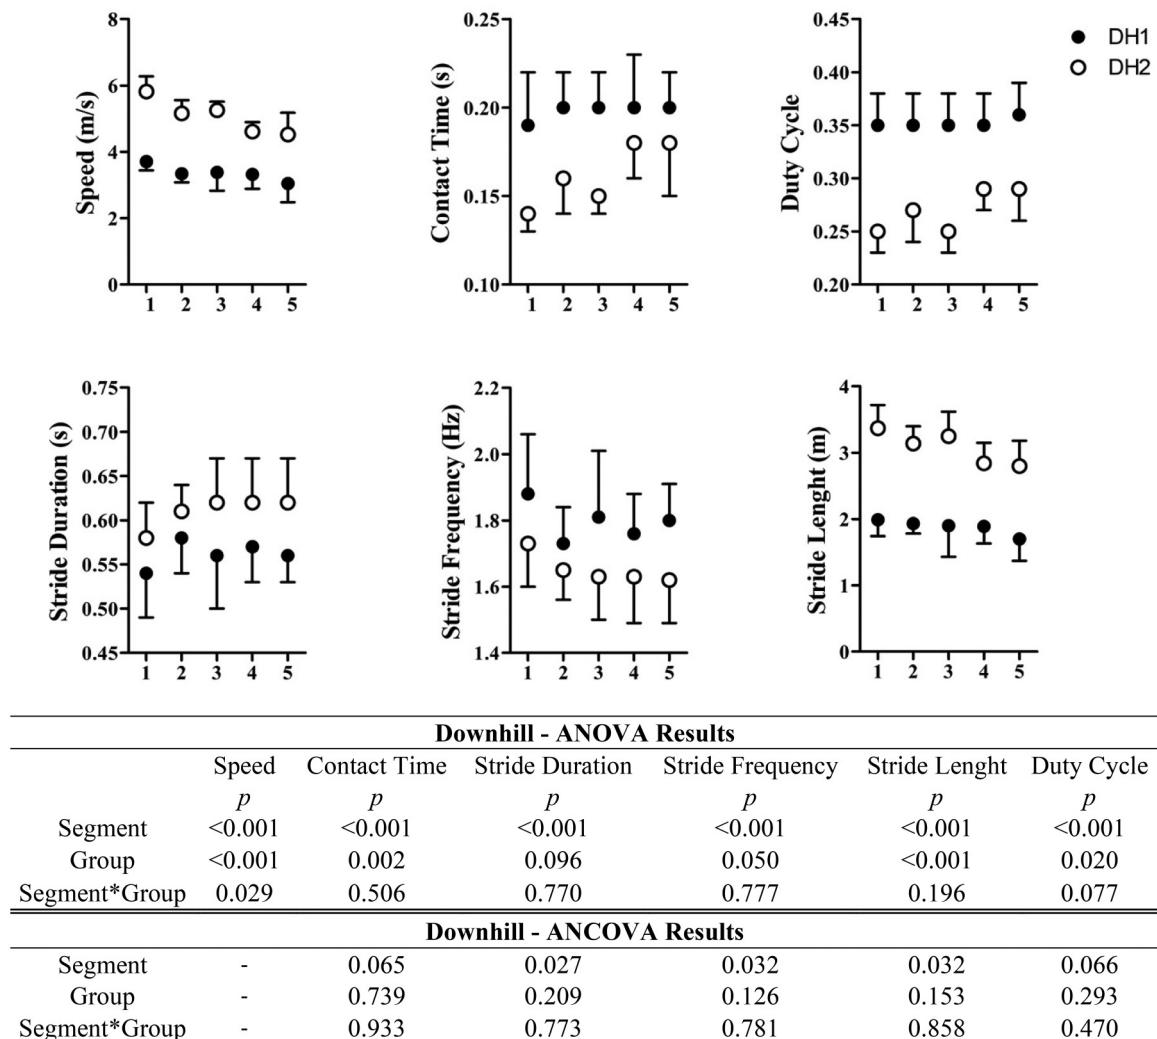 DH1
DH2
Speed (m/s)
8
6
4
2
0
1 2 3 4 5
Contact Time (s)
0.25
0.20
0.15
0.10
1 2 3 4 5
Duty Cycle
0.45
0.40
0.35
0.30
0.25
0.20
1 2 3 4 5
Stride Duration (s)
0.75
0.70
0.65
0.60
0.55
0.50
0.45
1 2 3 4 5
Stride Frequency (Hz)
2.2
2.0
1.8
1.6
1.4
1 2 3 4 5
Stride Lenght (m)
4
3
2
1
0
1 2 3 4 5
Downhill - ANOVA Results
Speed Contact Time Stride Duration Stride Frequency Stride Lenght Duty Cycle
p p p p p p
Segment <0.001 <0.001 <0.001 <0.001 <0.001 <0.001
Group <0.001 0.002 0.096 0.050 <0.001 0.020
Segment*Group 0.029 0.506 0.770 0.777 0.196 0.077
Downhill - ANCOVA Results
Segment - 0.065 0.027 0.032 0.032 0.066
Group - 0.739 0.209 0.126 0.153 0.293
Segment*Group - 0.933 0.773 0.781 0.858 0.470